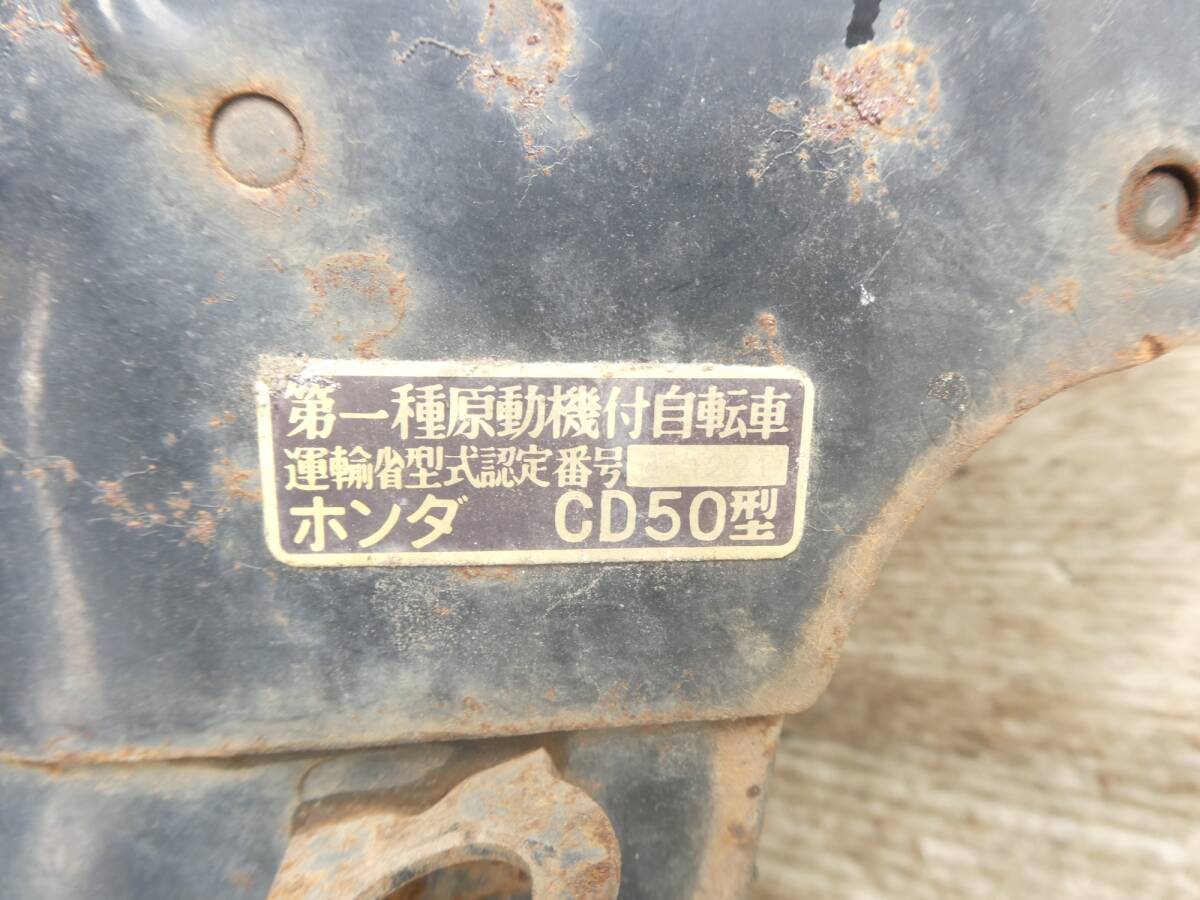 第一種原動機付自転車
運輸省型式認定番号
ホンダ CD50型